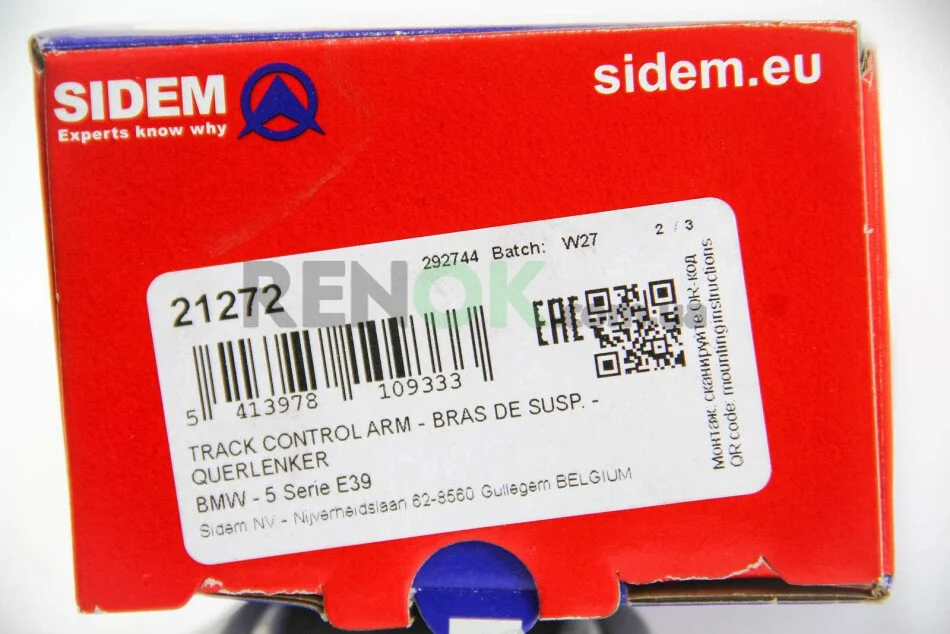 SIDEM
Experts know why
sidem.eu
292744 Batch: W27 2 / 3
21272
RENOK
EAC
5 413978 109333
TRACK CONTROL ARM - BRAS DE SUSP. -
QUERLENKER
BMW - 5 Serie E39
Sidem NV - Nijverheidslaan 62-8560 Gullegem BELGIUM
Монтаж: сканируйте QR-код
QR code: mountinginstructions